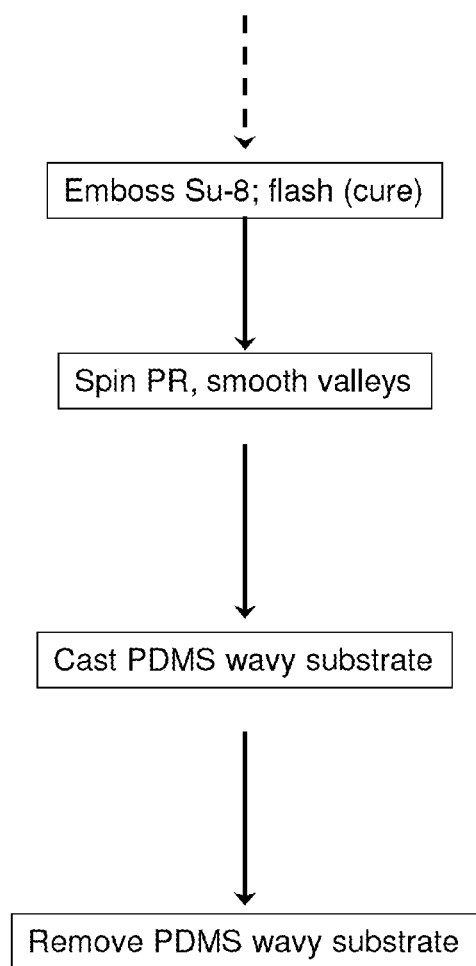 Emboss Su-8; flash (cure)
Spin PR, smooth valleys
Cast PDMS wavy substrate
Remove PDMS wavy substrate